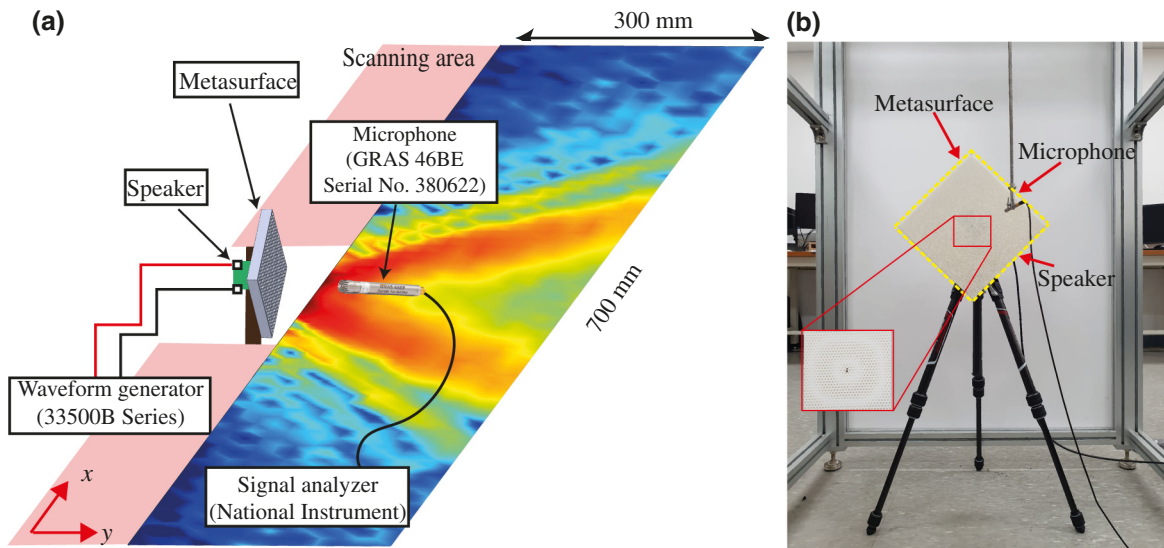 (a)
300 mm
Scanning area
Metasurface
Microphone
(GRAS 46BE
Serial No. 380622)
Speaker
700 mm
Waveform generator
(33500B Series)
Signal analyzer
(National Instrument)
x
y
(b)
Metasurface
Microphone
Speaker